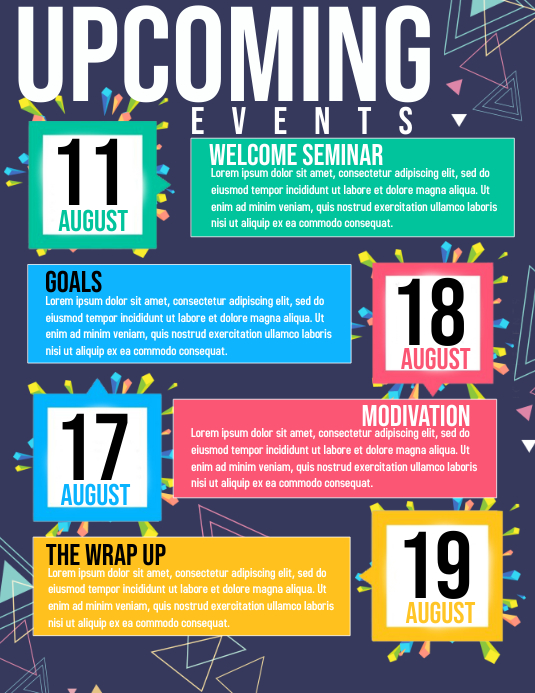 UPCOMING
EVENTS
11
AUGUST
WELCOME SEMINAR
Lorem ipsum dolor sit amet, consectetur adipiscing elit, sed do
eiusmod tempor incididunt ut labore et dolore magna aliqua. Ut
enim ad minim veniam, quis nostrud exercitation ullamco laboris
nisi ut aliquip ex ea commodo consequat.
GOALS
Lorem ipsum dolor sit amet, consectetur adipiscing elit, sed do
eiusmod tempor incididunt ut labore et dolore magna aliqua. Ut
enim ad minim veniam, quis nostrud exercitation ullamco laboris
nisi ut aliquip ex ea commodo consequat.
18
AUGUST
17
AUGUST
MODIVATION
Lorem ipsum dolor sit amet, consectetur adipiscing elit, sed do
eiusmod tempor incididunt ut labore et dolore magna aliqua. Ut
enim ad minim veniam, quis nostrud exercitation ullamco laboris
nisi ut aliquip ex ea commodo consequat.
THE WRAP UP
Lorem ipsum dolor sit amet, consectetur adipiscing elit, sed do
eiusmod tempor incididunt ut labore et dolore magna aliqua. Ut
enim ad minim veniam, quis nostrud exercitation ullamco laboris
nisi ut aliquip ex ea commodo consequat.
19
AUGUST